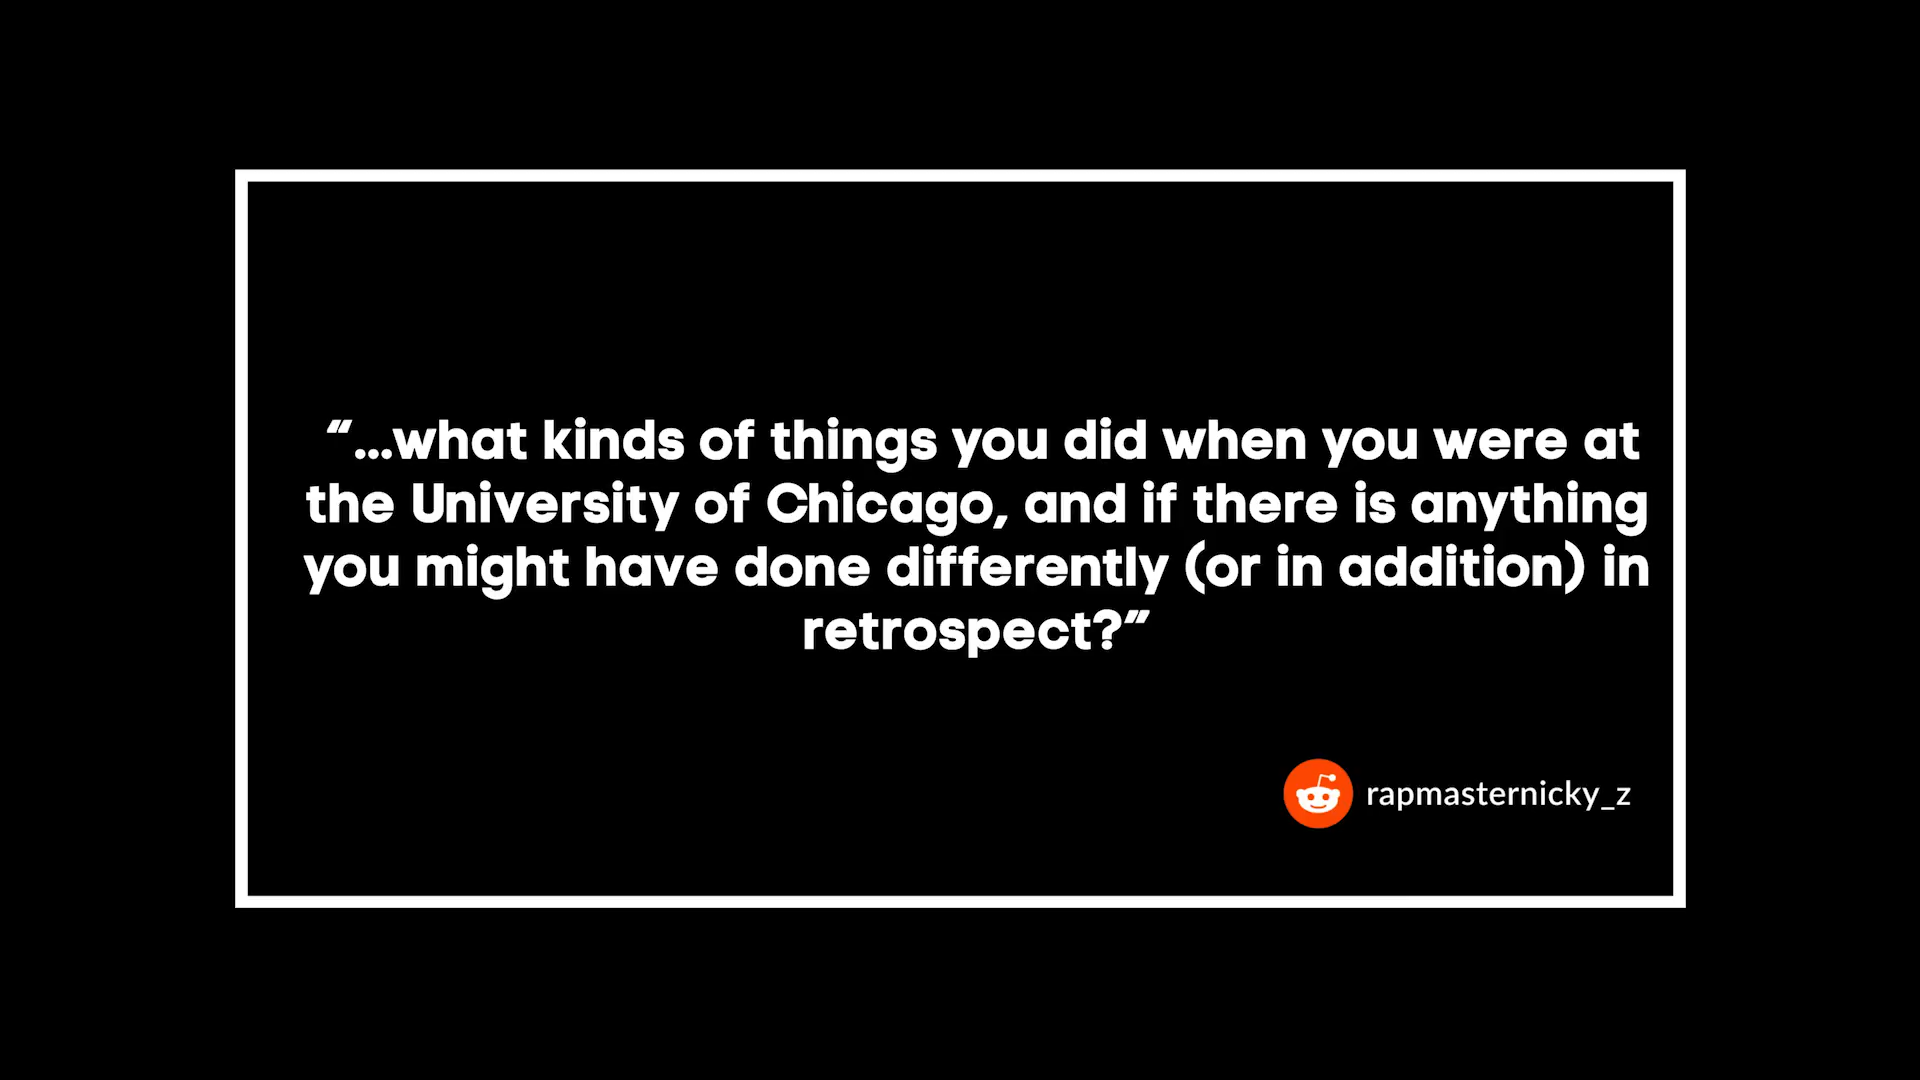 “...what kinds of things you did when you were at
the University of Chicago, and if there is anything
you might have done differently (or in addition) in
retrospect?”
rapmasternicky_z